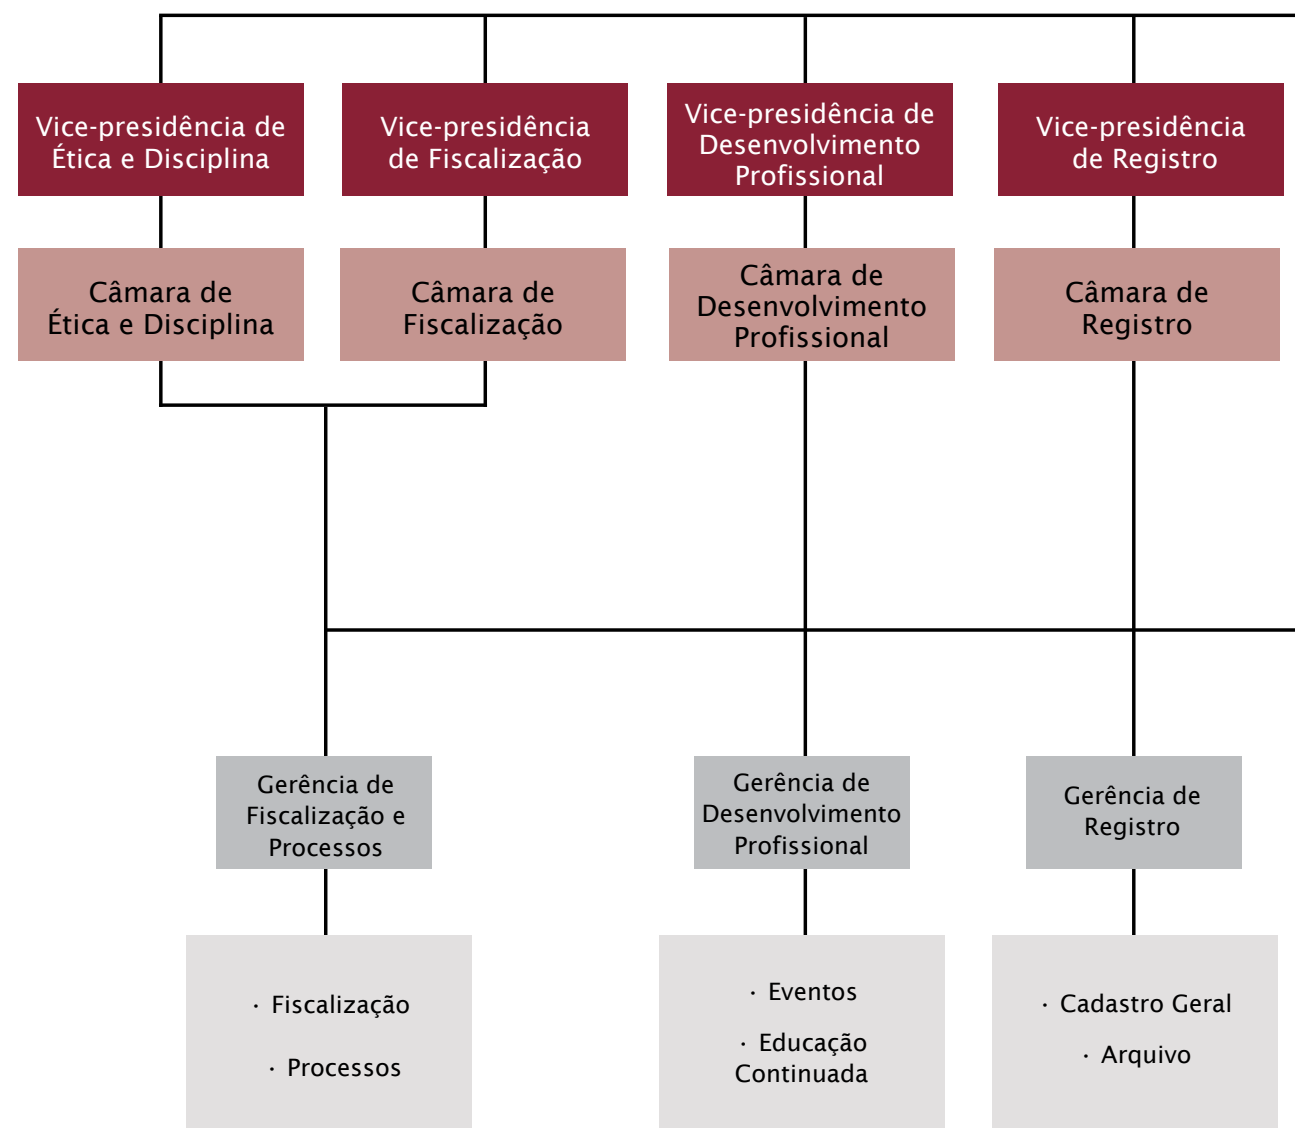 Vice-presidência de
Ética e Disciplina
Vice-presidência
de Fiscalização
Vice-presidência de
Desenvolvimento
Profissional
Vice-presidência
de Registro
Câmara de
Ética e Disciplina
Câmara de
Fiscalização
Câmara de
Desenvolvimento
Profissional
Câmara de
Registro
Gerência de
Fiscalização e
Processos
Gerência de
Desenvolvimento
Profissional
Gerência de
Registro
· Fiscalização
· Processos
· Eventos
· Educação
Continuada
· Cadastro Geral
· Arquivo